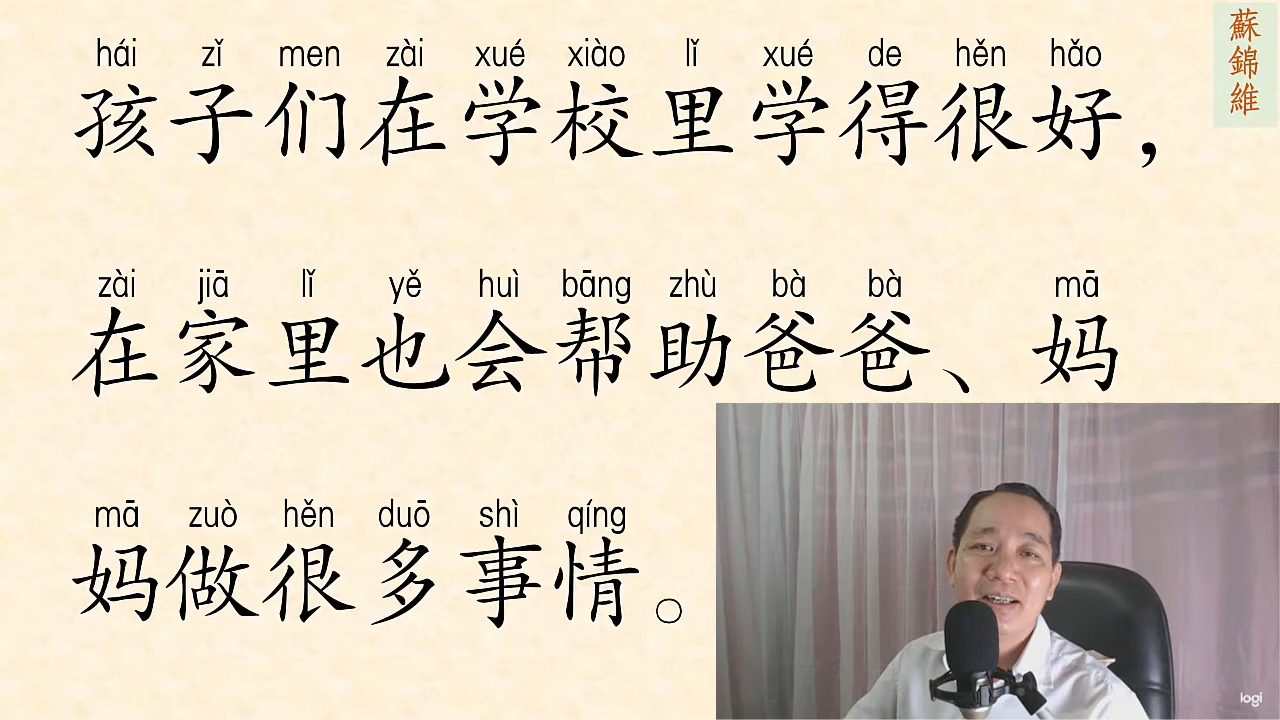 hái zǐ men zài xué xiào lǐ xué de hěn hǎo
孩子们在学校里学得很好，
zài jiā lǐ yě huì bāng zhù bà bà mā
在家里也会帮助爸爸、妈
mā zuò hěn duō shì qíng
妈做很多事情。
蘇錦維
logi